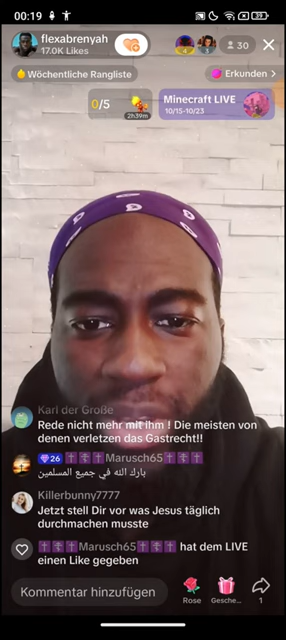 00:19
39
flexabrenyah
17.0K Likes
4
3
30
Wöchentliche Rangliste
Erkunden >
0/5
2h39m
Minecraft LIVE
10/15-10/23
Karl der Große
Rede nicht mehr mit ihm ! Die meisten von
denen verletzen das Gastrecht!!
26 ✝️☦️✝️Marusch65✝️☦️✝️
بارك الله في جميع المسلمين
Killerbunny7777
Jetzt stell Dir vor was Jesus täglich
durchmachen musste
✝️☦️✝️Marusch65✝️☦️✝️ hat dem LIVE
einen Like gegeben
Kommentar hinzufügen
Rose
Gesche...
1